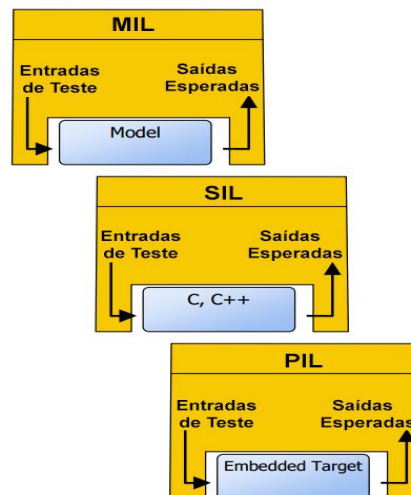 MIL
Entradas
de Teste
Saídas
Esperadas
Model
SIL
Entradas
de Teste
Saídas
Esperadas
C, C++
PIL
Entradas
de Teste
Saídas
Esperadas
Embedded Target